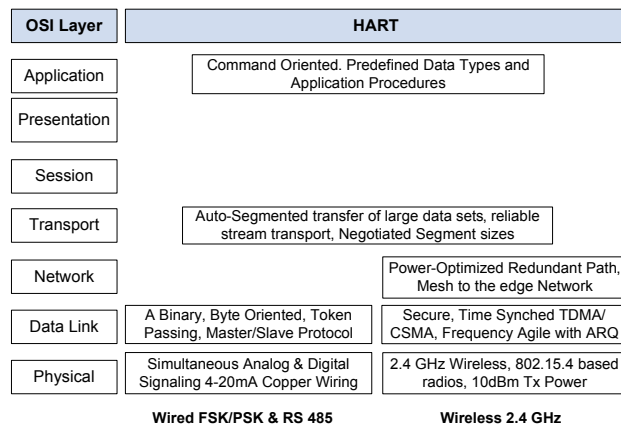 OSI Layer
HART
Application
Command Oriented. Predefined Data Types and
Application Procedures
Presentation
Session
Transport
Auto-Segmented transfer of large data sets, reliable
stream transport, Negotiated Segment sizes
Network
Power-Optimized Redundant Path,
Mesh to the edge Network
Data Link
A Binary, Byte Oriented, Token
Passing, Master/Slave Protocol
Secure, Time Synched TDMA/
CSMA, Frequency Agile with ARQ
Physical
Simultaneous Analog & Digital
Signaling 4-20mA Copper Wiring
2.4 GHz Wireless, 802.15.4 based
radios, 10dBm Tx Power
Wired FSK/PSK & RS 485
Wireless 2.4 GHz